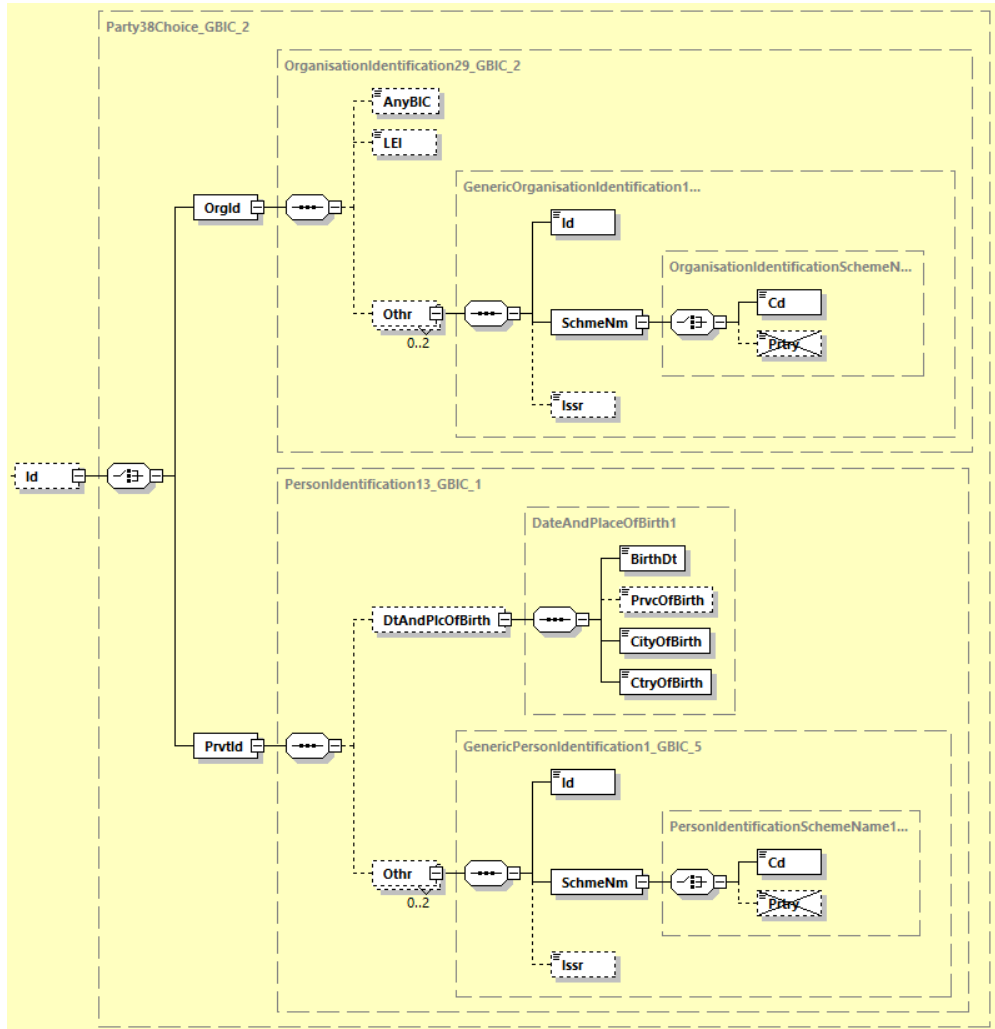 Party38Choice_GBIC_2
OrganisationIdentification29_GBIC_2
AnyBIC
LEI
GenericOrganisationIdentification1...
OrgId
Id
OrganisationIdentificationSchemeN...
Cd
Othr
SchmeNm
0..2
Prtry
Issr
Id
PersonIdentification13_GBIC_1
DateAndPlaceOfBirth1
BirthDt
PrvcOfBirth
DtAndPlcOfBirth
CityOfBirth
CtryOfBirth
PrvtId
GenericPersonIdentification1_GBIC_5
Id
PersonIdentificationSchemeName1...
Cd
Othr
SchmeNm
0..2
Prtry
Issr